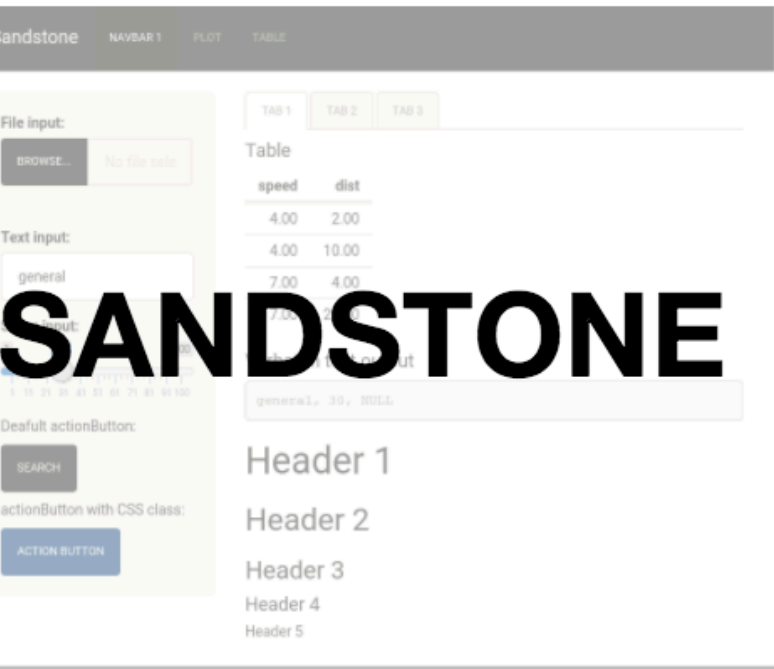 Sandstone NAVBAR 1 PLOT TABLE
File input:
BROWSE... No file sele
Text input:
general
SANDSTONE
1 11 21 31 41 51 61 71 81 91 100
Deafult actionButton:
SEARCH
actionButton with CSS class:
ACTION BUTTON
TAB 1 TAB 2 TAB 3
Table
speed dist
4.00 2.00
4.00 10.00
7.00 4.00
7.00
general, 30, NULL
Header 1
Header 2
Header 3
Header 4
Header 5